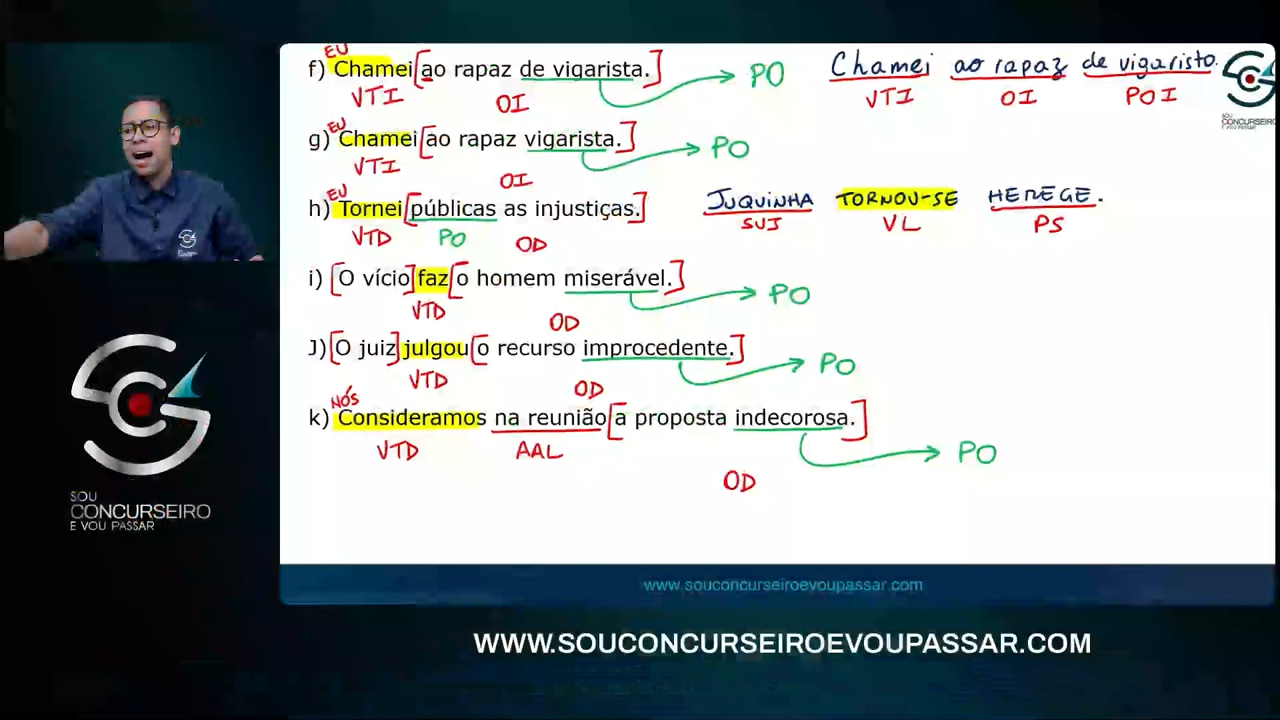 EU
f) Chamei [ao rapaz de vigarista.] PO Chamei ao rapaz de vigarista.
VTI OI VTI OI POI
SOU
CONCURSEIRO
EU
g) Chamei [ao rapaz vigarista.] PO
VTI OI
EU
h) Tornei [públicas as injustiças.] JUQUINHA TORNOU-SE HEREGE.
VTD PO OD SUJ VL PS
i) [O vício] faz [o homem miserável.] PO
VTD OD
J) [O juiz] julgou [o recurso improcedente.] PO
VTD OD
NÓS
k) Consideramos na reunião [a proposta indecorosa.] PO
VTD AAL OD
SOU
CONCURSEIRO
E VOU PASSAR
www.souconcurseiroevoupassar.com
WWW.SOUCONCURSEIROEVOUPASSAR.COM